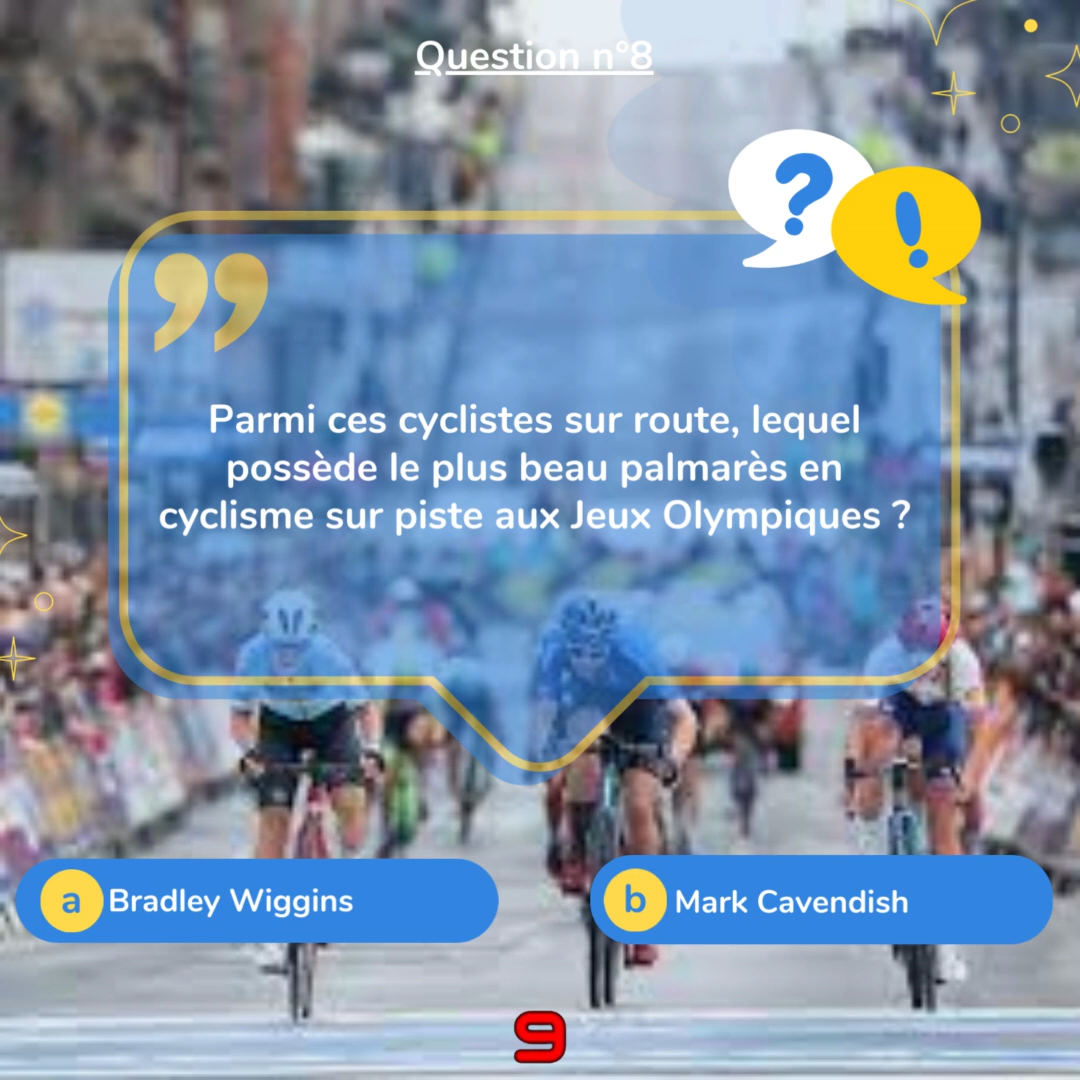 Question n°8
? !
”
Parmi ces cyclistes sur route, lequel
possède le plus beau palmarès en
cyclisme sur piste aux Jeux Olympiques ?
a Bradley Wiggins
b Mark Cavendish
9